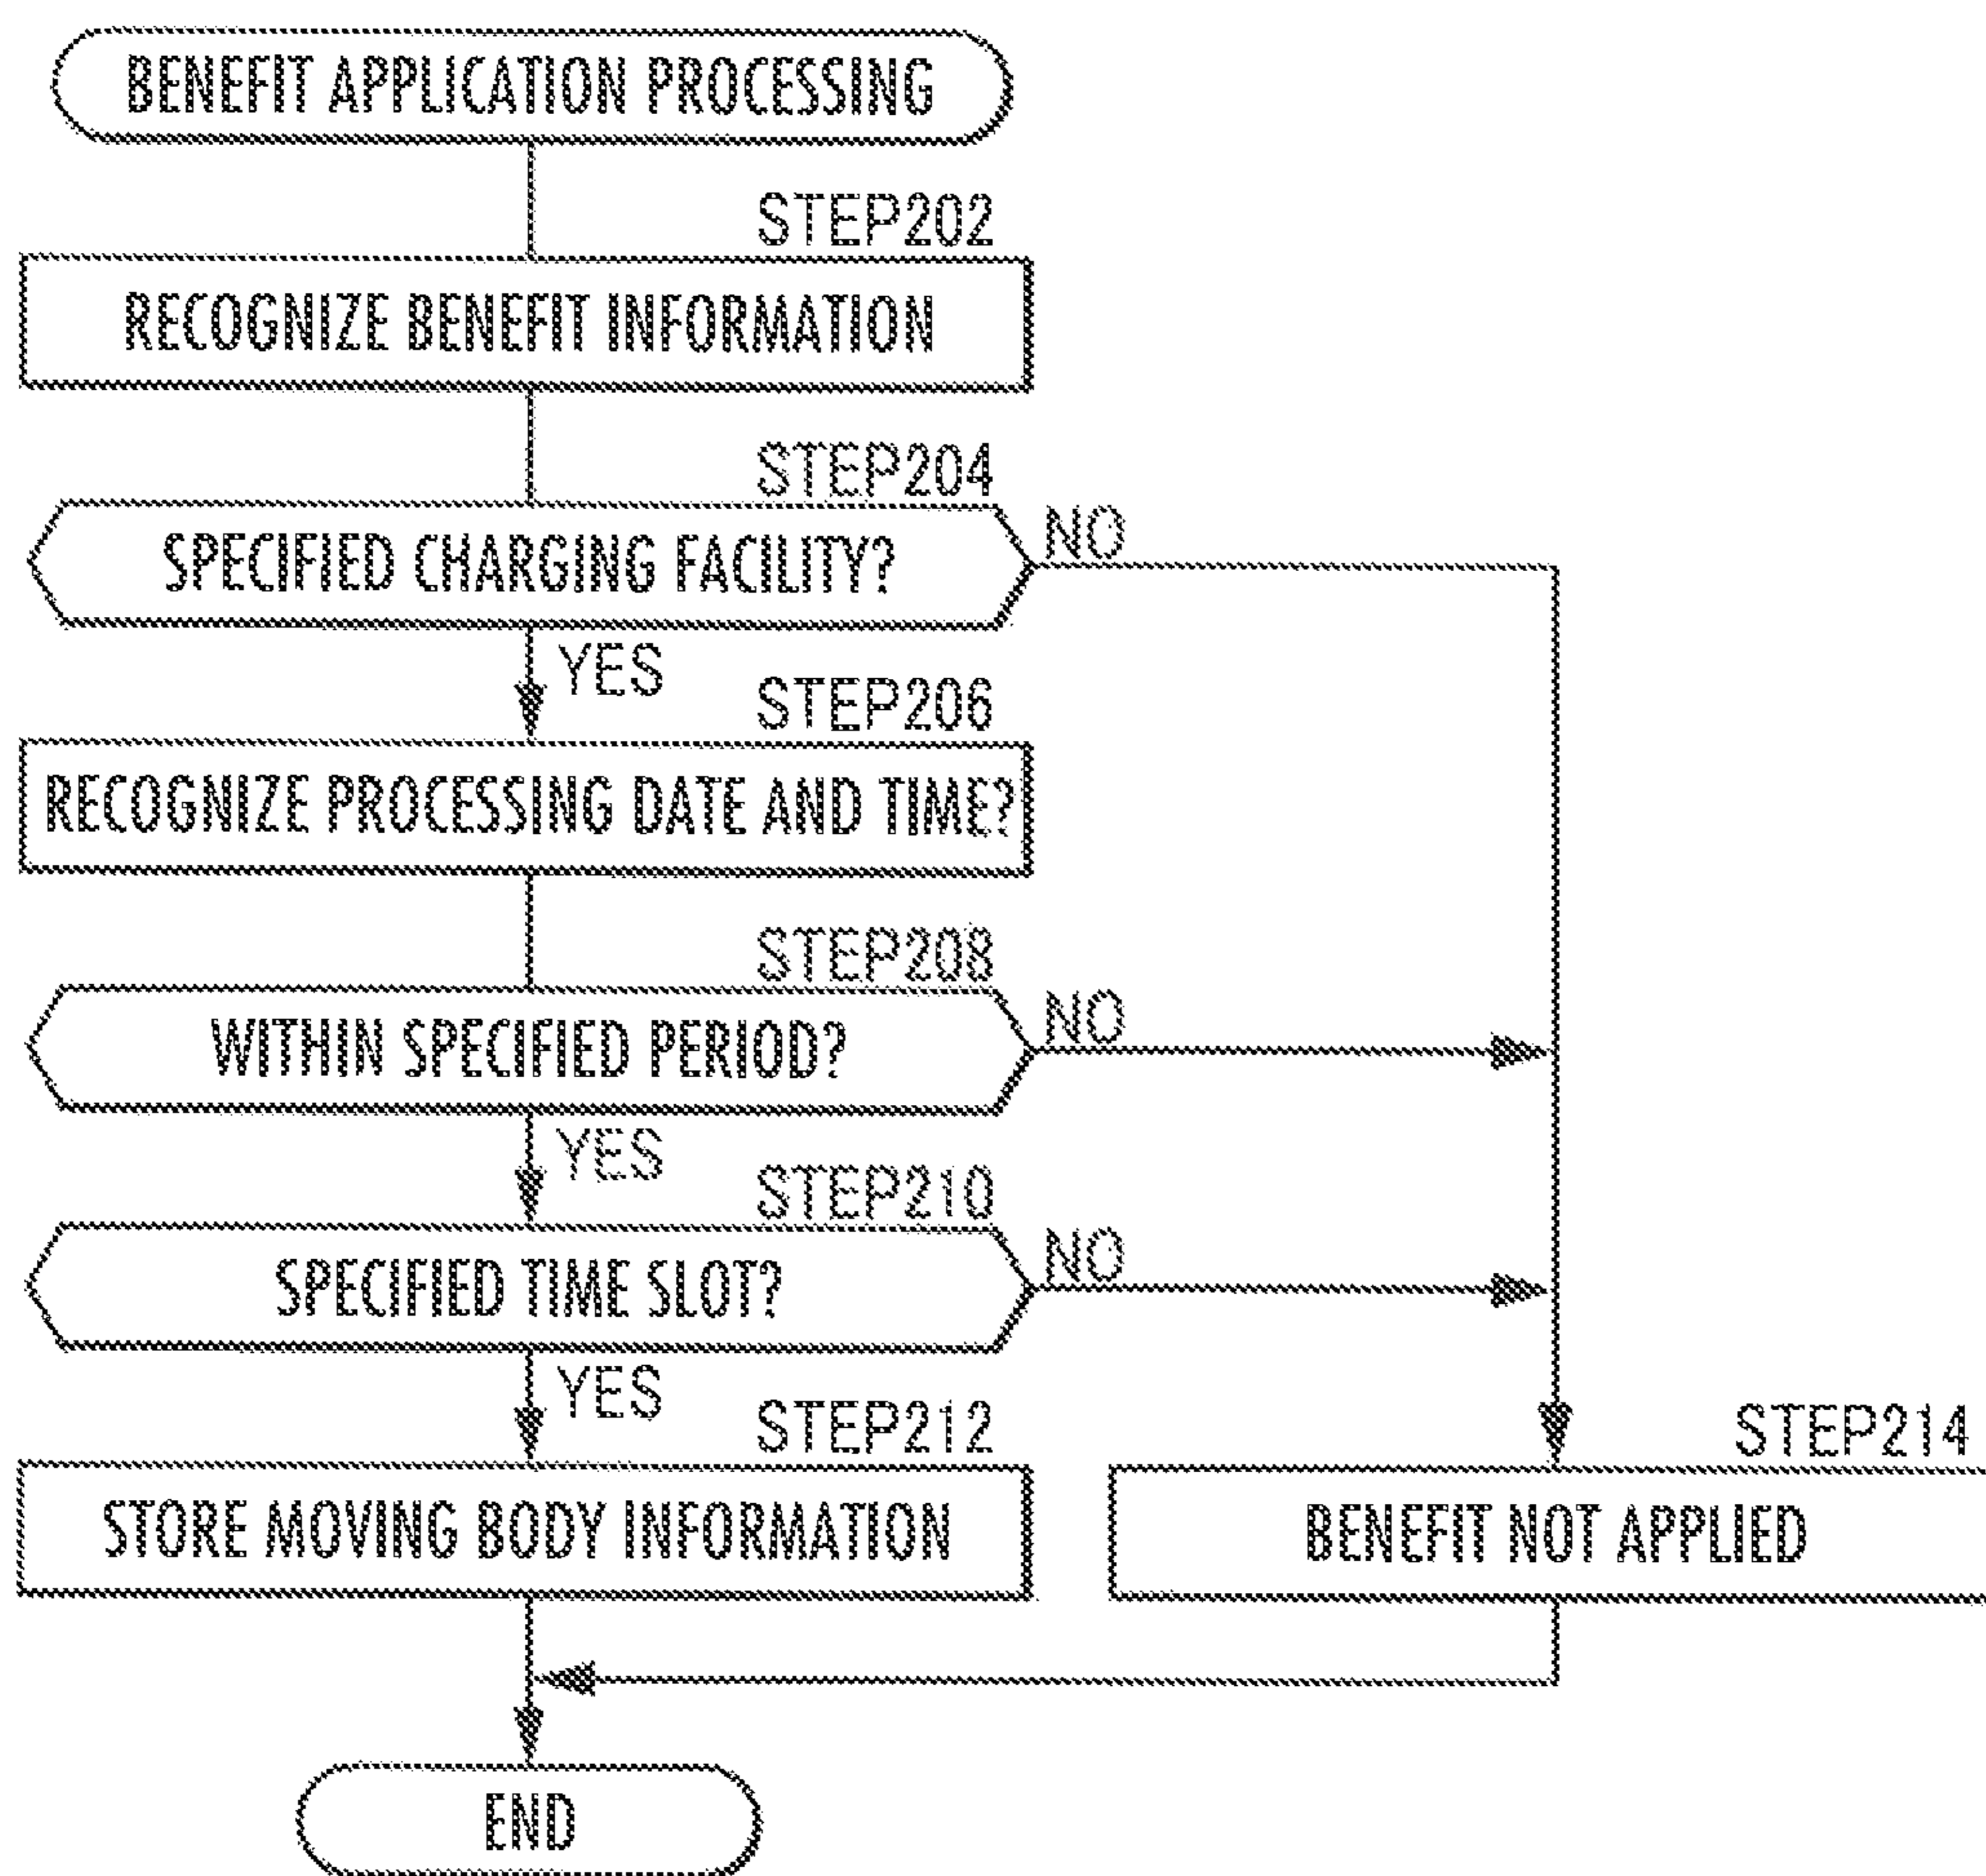 BENEFIT APPLICATION PROCESSING
STEP202
RECOGNIZE BENEFIT INFORMATION
STEP204
SPECIFIED CHARGING FACILITY?
NO
YES
STEP206
RECOGNIZE PROCESSING DATE AND TIME?
STEP208
WITHIN SPECIFIED PERIOD?
NO
YES
STEP210
SPECIFIED TIME SLOT?
NO
YES
STEP212
STORE MOVING BODY INFORMATION
STEP214
BENEFIT NOT APPLIED
END